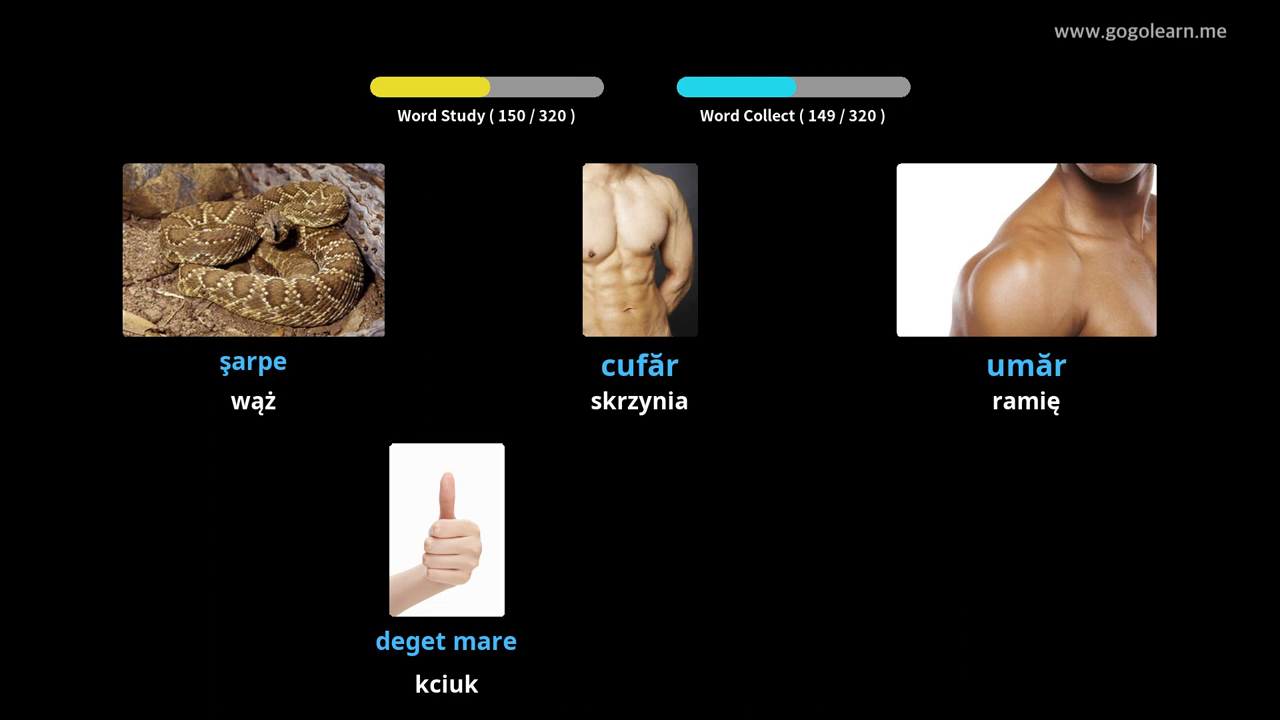 www.gogolearn.me
Word Study ( 150 / 320 )
Word Collect ( 149 / 320 )
şarpe
wąż
cufăr
skrzynia
umăr
ramię
deget mare
kciuk